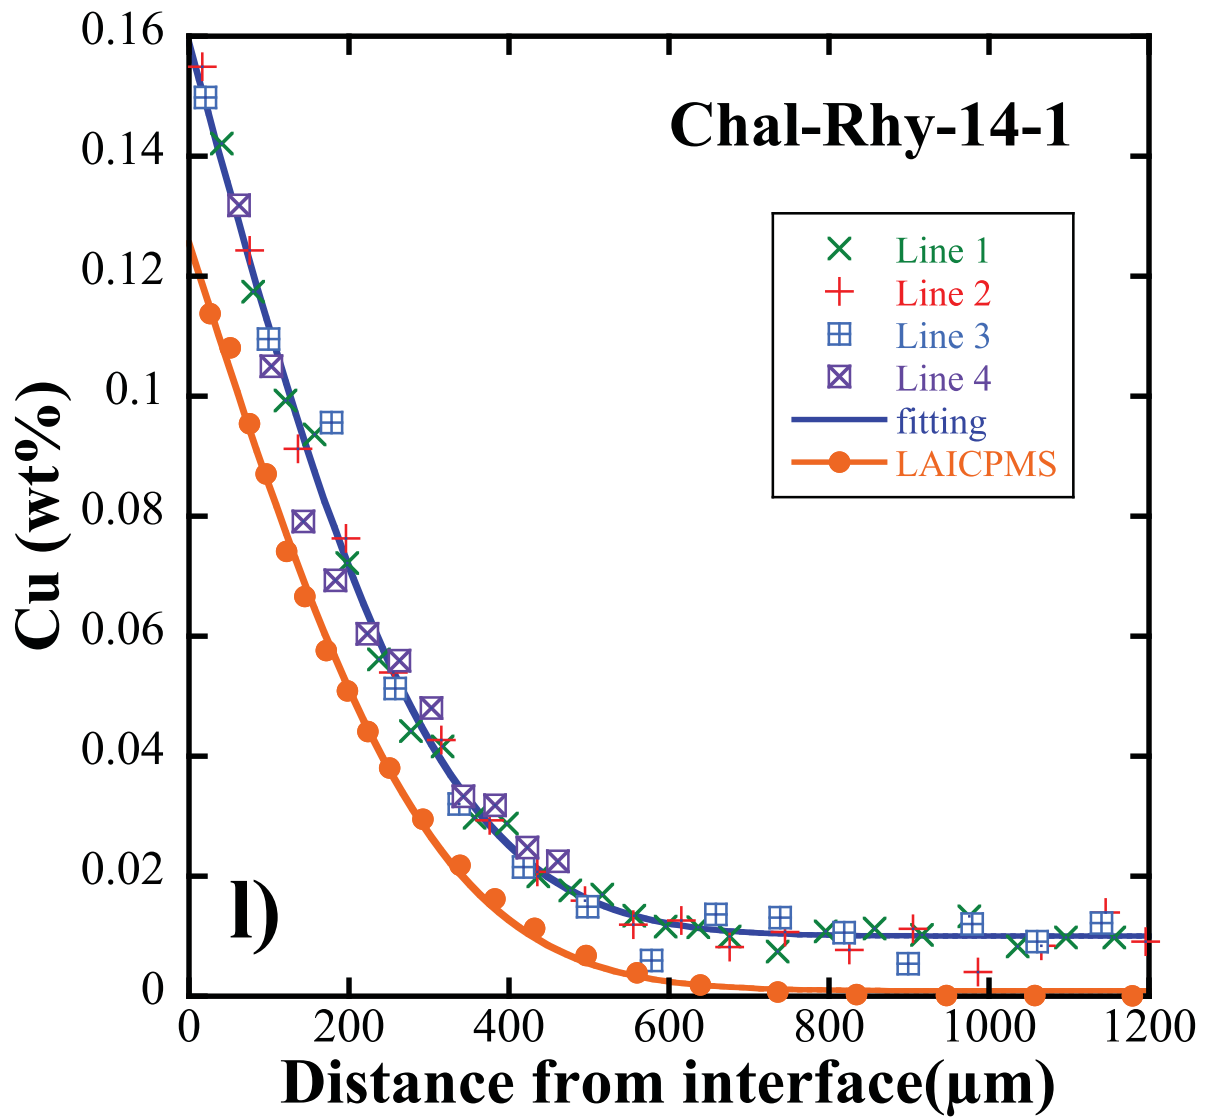 0.16
0.14
0.12
0.1
0.08
0.06
0.04
0.02
0
Cu (wt%)
Chal-Rhy-14-1
Line 1
Line 2
Line 3
Line 4
fitting
LAICPMS
l)
0 200 400 600 800 1000 1200
Distance from interface(μm)